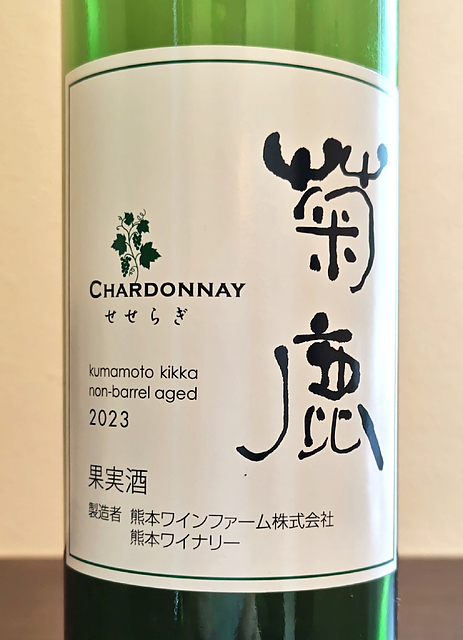 菊鹿
CHARDONNAY
せせらぎ
kumamoto kikka
non-barrel aged
2023
果実酒
製造者 熊本ワインファーム株式会社
熊本ワイナリー